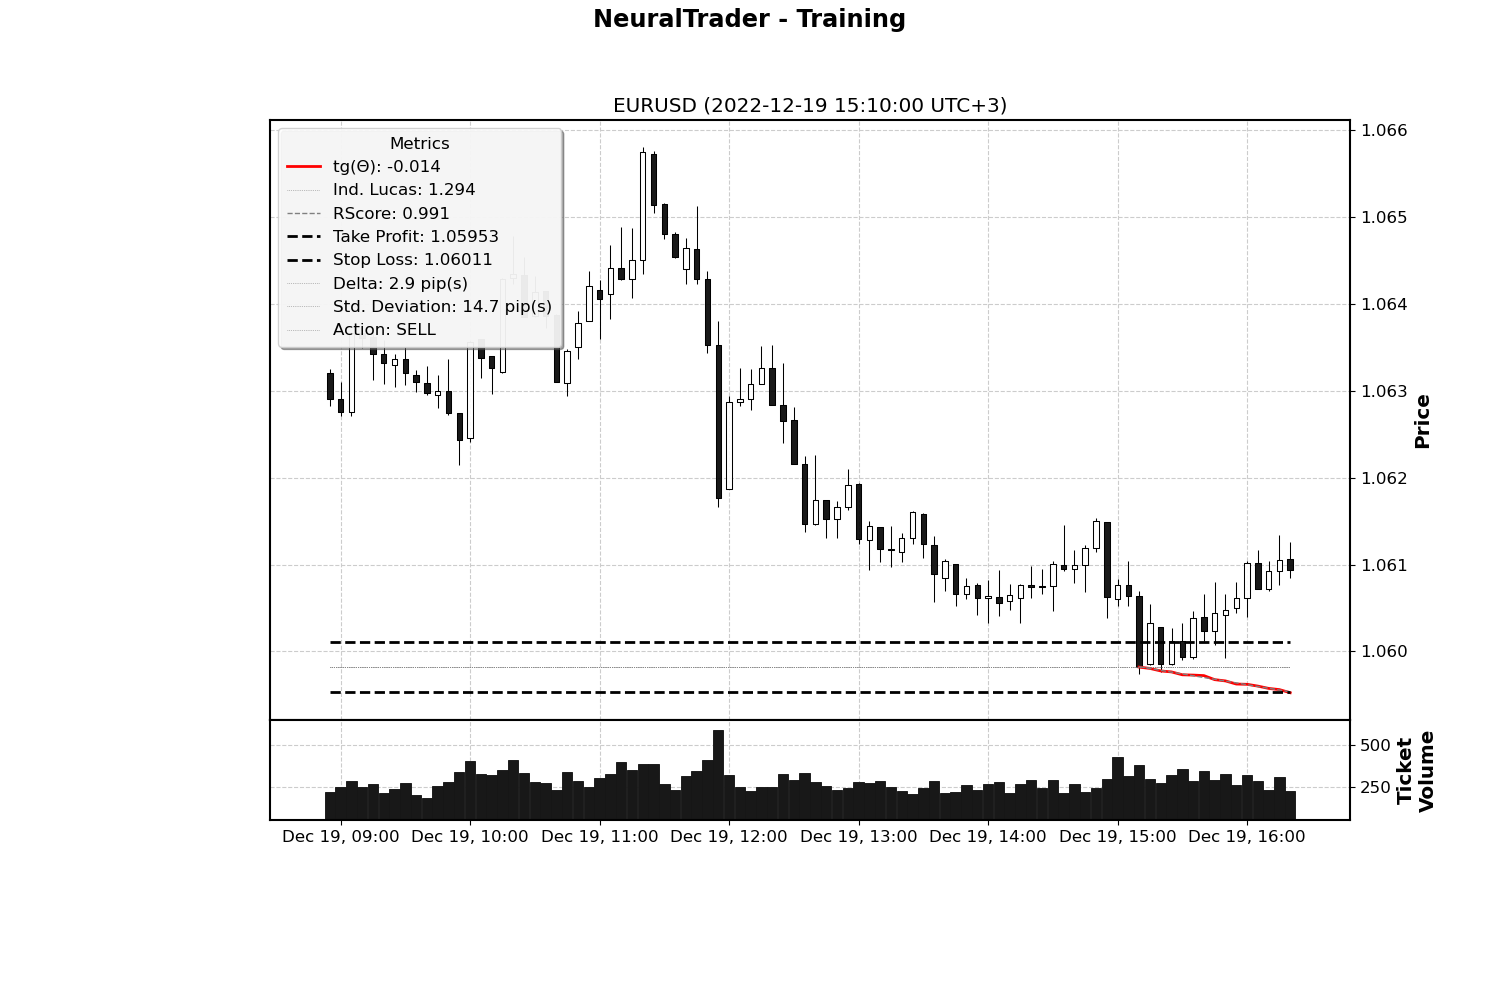 NeuralTrader - Training
EURUSD (2022-12-19 15:10:00 UTC+3)
Metrics
tg(Θ): -0.014
Ind. Lucas: 1.294
RScore: 0.991
Take Profit: 1.05953
Stop Loss: 1.06011
Delta: 2.9 pip(s)
Std. Deviation: 14.7 pip(s)
Action: SELL
1.066
1.065
1.064
1.063
1.062
1.061
1.060
Price
500
250
Ticket
Volume
Dec 19, 09:00
Dec 19, 10:00
Dec 19, 11:00
Dec 19, 12:00
Dec 19, 13:00
Dec 19, 14:00
Dec 19, 15:00
Dec 19, 16:00